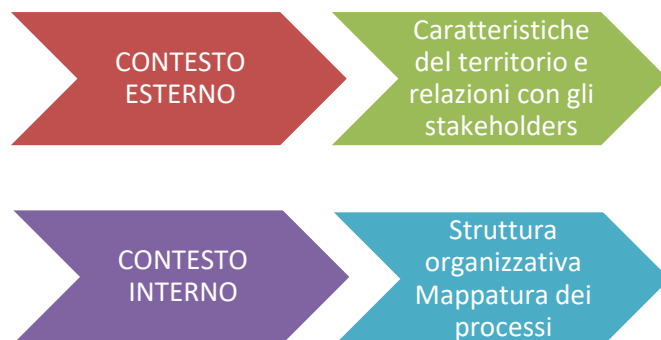 CONTESTO
ESTERNO
Caratteristiche
del territorio e
relazioni con gli
stakeholders
CONTESTO
INTERNO
Struttura
organizzativa
Mappatura dei
processi